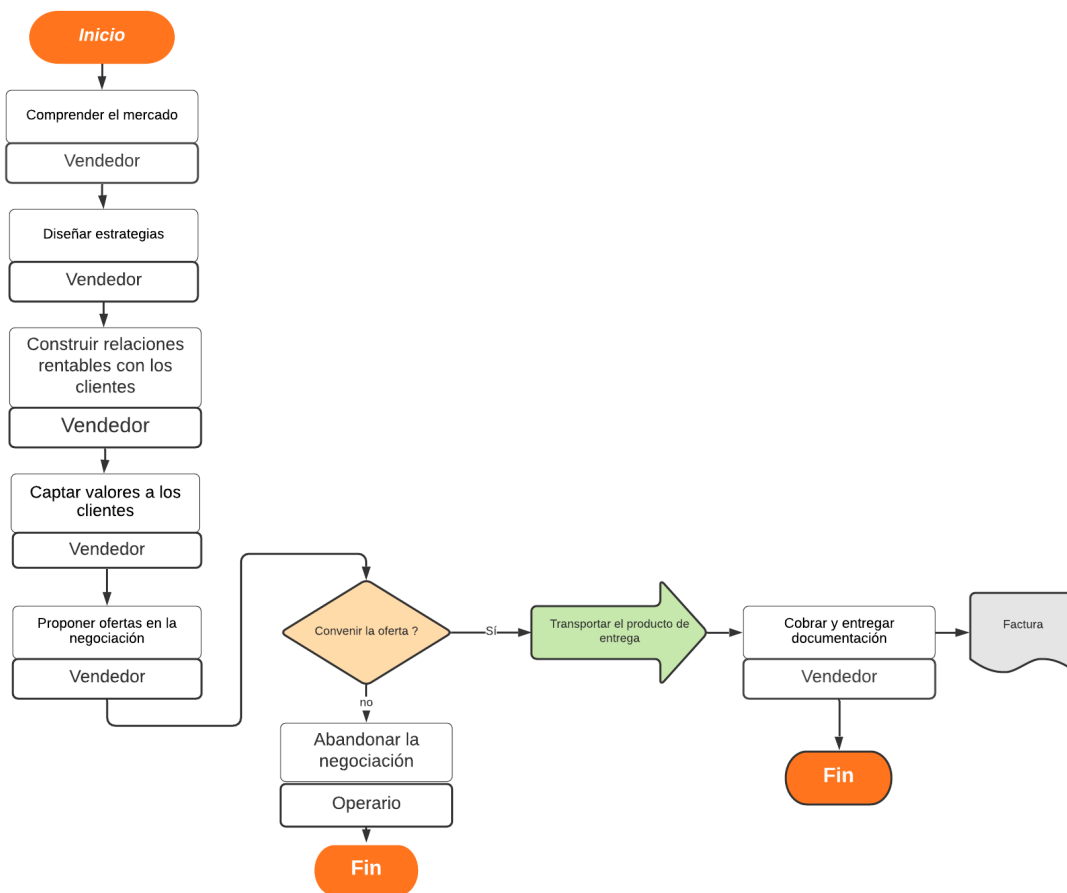 Inicio
Comprender el mercado
Vendedor
Diseñar estrategias
Vendedor
Construir relaciones
rentables con los
clientes
Vendedor
Captar valores a los
clientes
Vendedor
Proponer ofertas en la
negociación
Vendedor
Convenir la oferta ?
Sí
no
Abandonar la
negociación
Operario
Fin
Transportar el producto de
entrega
Cobrar y entregar
documentación
Vendedor
Fin
Factura